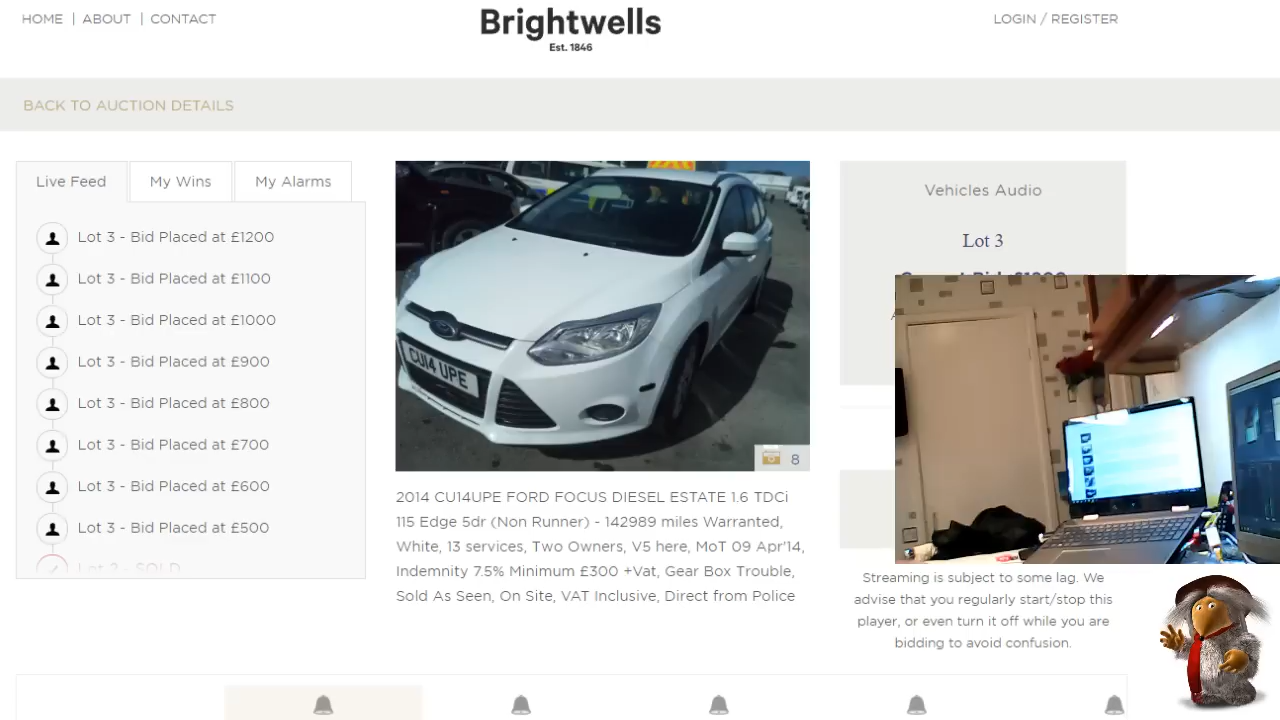 HOME | ABOUT | CONTACT
Brightwells
Est. 1846
LOGIN / REGISTER
BACK TO AUCTION DETAILS
Live Feed
My Wins
My Alarms
Lot 3 - Bid Placed at £1200
Lot 3 - Bid Placed at £1100
Lot 3 - Bid Placed at £1000
Lot 3 - Bid Placed at £900
Lot 3 - Bid Placed at £800
Lot 3 - Bid Placed at £700
Lot 3 - Bid Placed at £600
Lot 3 - Bid Placed at £500
Lot 2 - SOLD
CU14 UPE
8
2014 CU14UPE FORD FOCUS DIESEL ESTATE 1.6 TDCi
115 Edge 5dr (Non Runner) - 142989 miles Warranted,
White, 13 services, Two Owners, V5 here, MoT 09 Apr'14,
Indemnity 7.5% Minimum £300 +Vat, Gear Box Trouble,
Sold As Seen, On Site, VAT Inclusive, Direct from Police
Vehicles Audio
Lot 3
Streaming is subject to some lag. We
advise that you regularly start/stop this
player, or even turn it off while you are
bidding to avoid confusion.